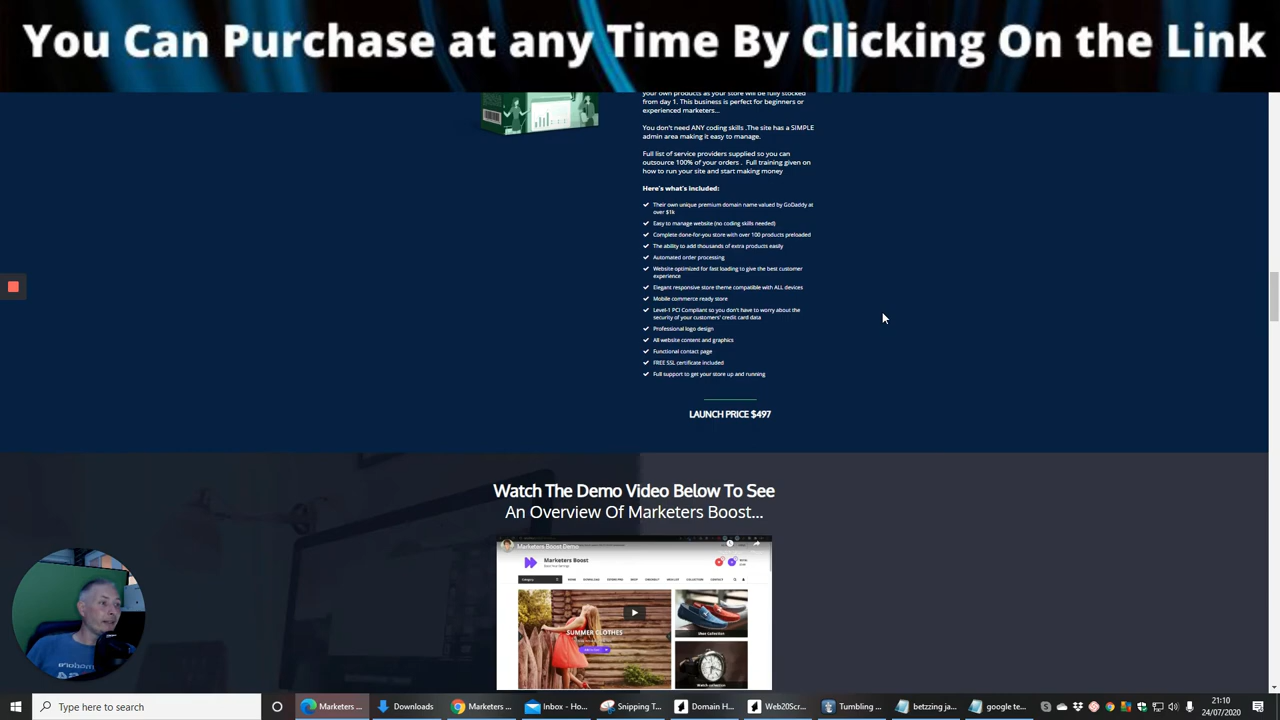 You Can Purchase at any Time By Clicking On the Link
your own products as your store will be fully stocked
from day 1. This business is perfect for beginners or
experienced marketers...
You don't need ANY coding skills .The site has a SIMPLE
admin area making it easy to manage.
Full list of service providers supplied so you can
outsource 100% of your orders . Full training given on
how to run your site and start making money
Here's what's included:
Their own unique premium domain name valued by GoDaddy at
over $1k
Easy to manage website (no coding skills needed)
Complete done-for-you store with over 100 products preloaded
The ability to add thousands of extra products easily
Automated order processing
Website optimized for fast loading to give the best customer
experience
Elegant responsive store theme compatible with ALL devices
Mobile commerce ready store
Level-1 PCI Compliant so you don't have to worry about the
security of your customers' credit card data
Professional logo design
All website content and graphics
Functional contact page
FREE SSL certificate included
Full support to get your store up and running
LAUNCH PRICE $497
Watch The Demo Video Below To See
An Overview Of Marketers Boost...
Marketers Boost Demo
Marketers Boost
Category
HOME
SHOP
CONTACT
SUMMER CLOTHES
Shoe Collection
Watch collection
Type here to search
Marketers ...
Downloads
Marketers ...
Inbox - Ho...
Snipping T...
Domain H...
Web20Scr...
Tumbling ...
betzzing ja...
google te...
21:10
24/07/2020